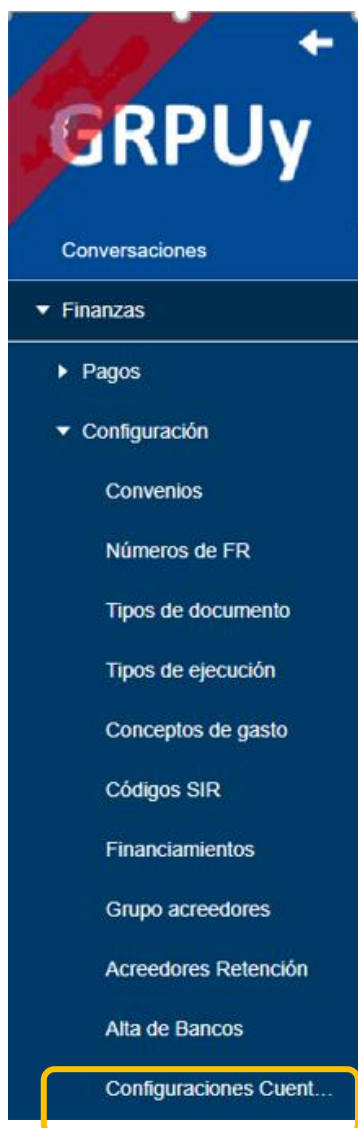 GRPUy
Conversaciones
Finanzas
Pagos
Configuración
Convenios
Números de FR
Tipos de documento
Tipos de ejecución
Conceptos de gasto
Códigos SIR
Financiamientos
Grupo acreedores
Acreedores Retención
Alta de Bancos
Configuraciones Cuent...